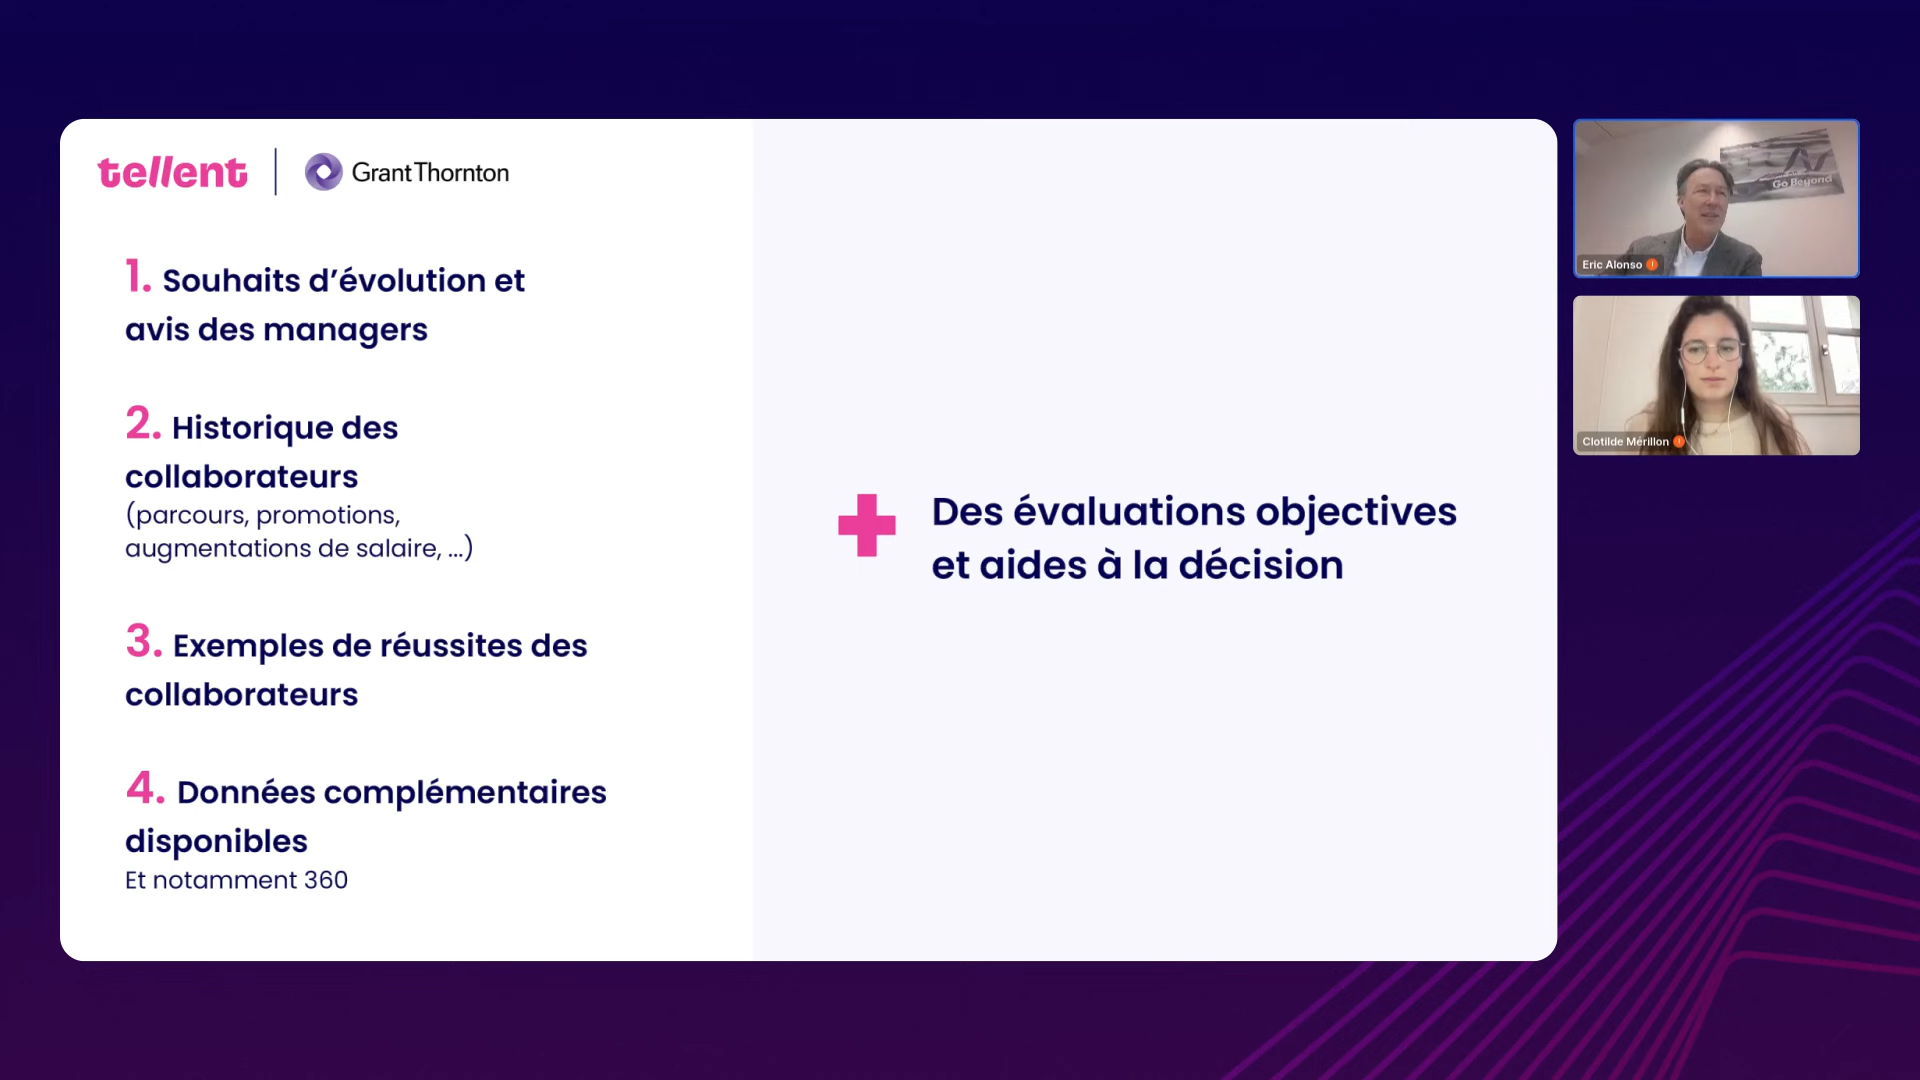 tellent
Grant Thornton
1. Souhaits d’évolution et
avis des managers
2. Historique des
collaborateurs
(parcours, promotions,
augmentations de salaire, ...)
3. Exemples de réussites des
collaborateurs
4. Données complémentaires
disponibles
Et notamment 360
Des évaluations objectives
et aides à la décision
Go Beyond
Eric Alonso
Clotilde Mérillon